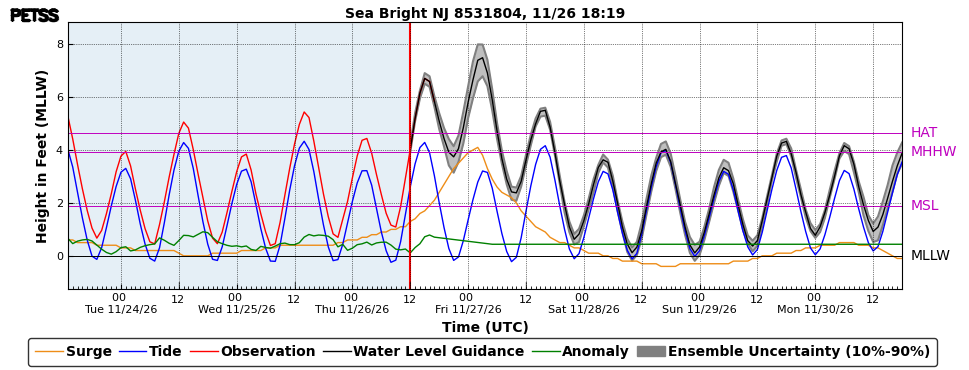 PETSS
Sea Bright NJ 8531804, 11/26 18:19
Height in Feet (MLLW)
8
6
4
2
0
HAT
MHHW
MSL
MLLW
00 12 00 12 00 12 00 12 00 12 00 12 00 12
Tue 11/24/26 Wed 11/25/26 Thu 11/26/26 Fri 11/27/26 Sat 11/28/26 Sun 11/29/26 Mon 11/30/26
Time (UTC)
Surge Tide Observation Water Level Guidance Anomaly Ensemble Uncertainty (10%-90%)